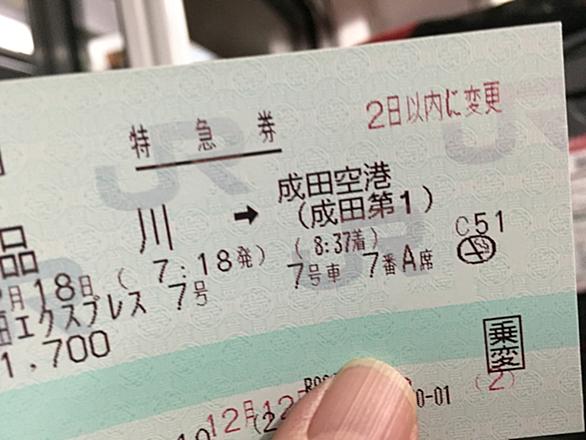 特 急 券
2日以内に変更
品 川 ➡ 成田空港
(成田第1)
月18日 ( 7:18発) ( 8:37着) C51
エクスプレス 7号 7号車 7番A席
1,700
乗変
12月12
(2
0-01
(2)